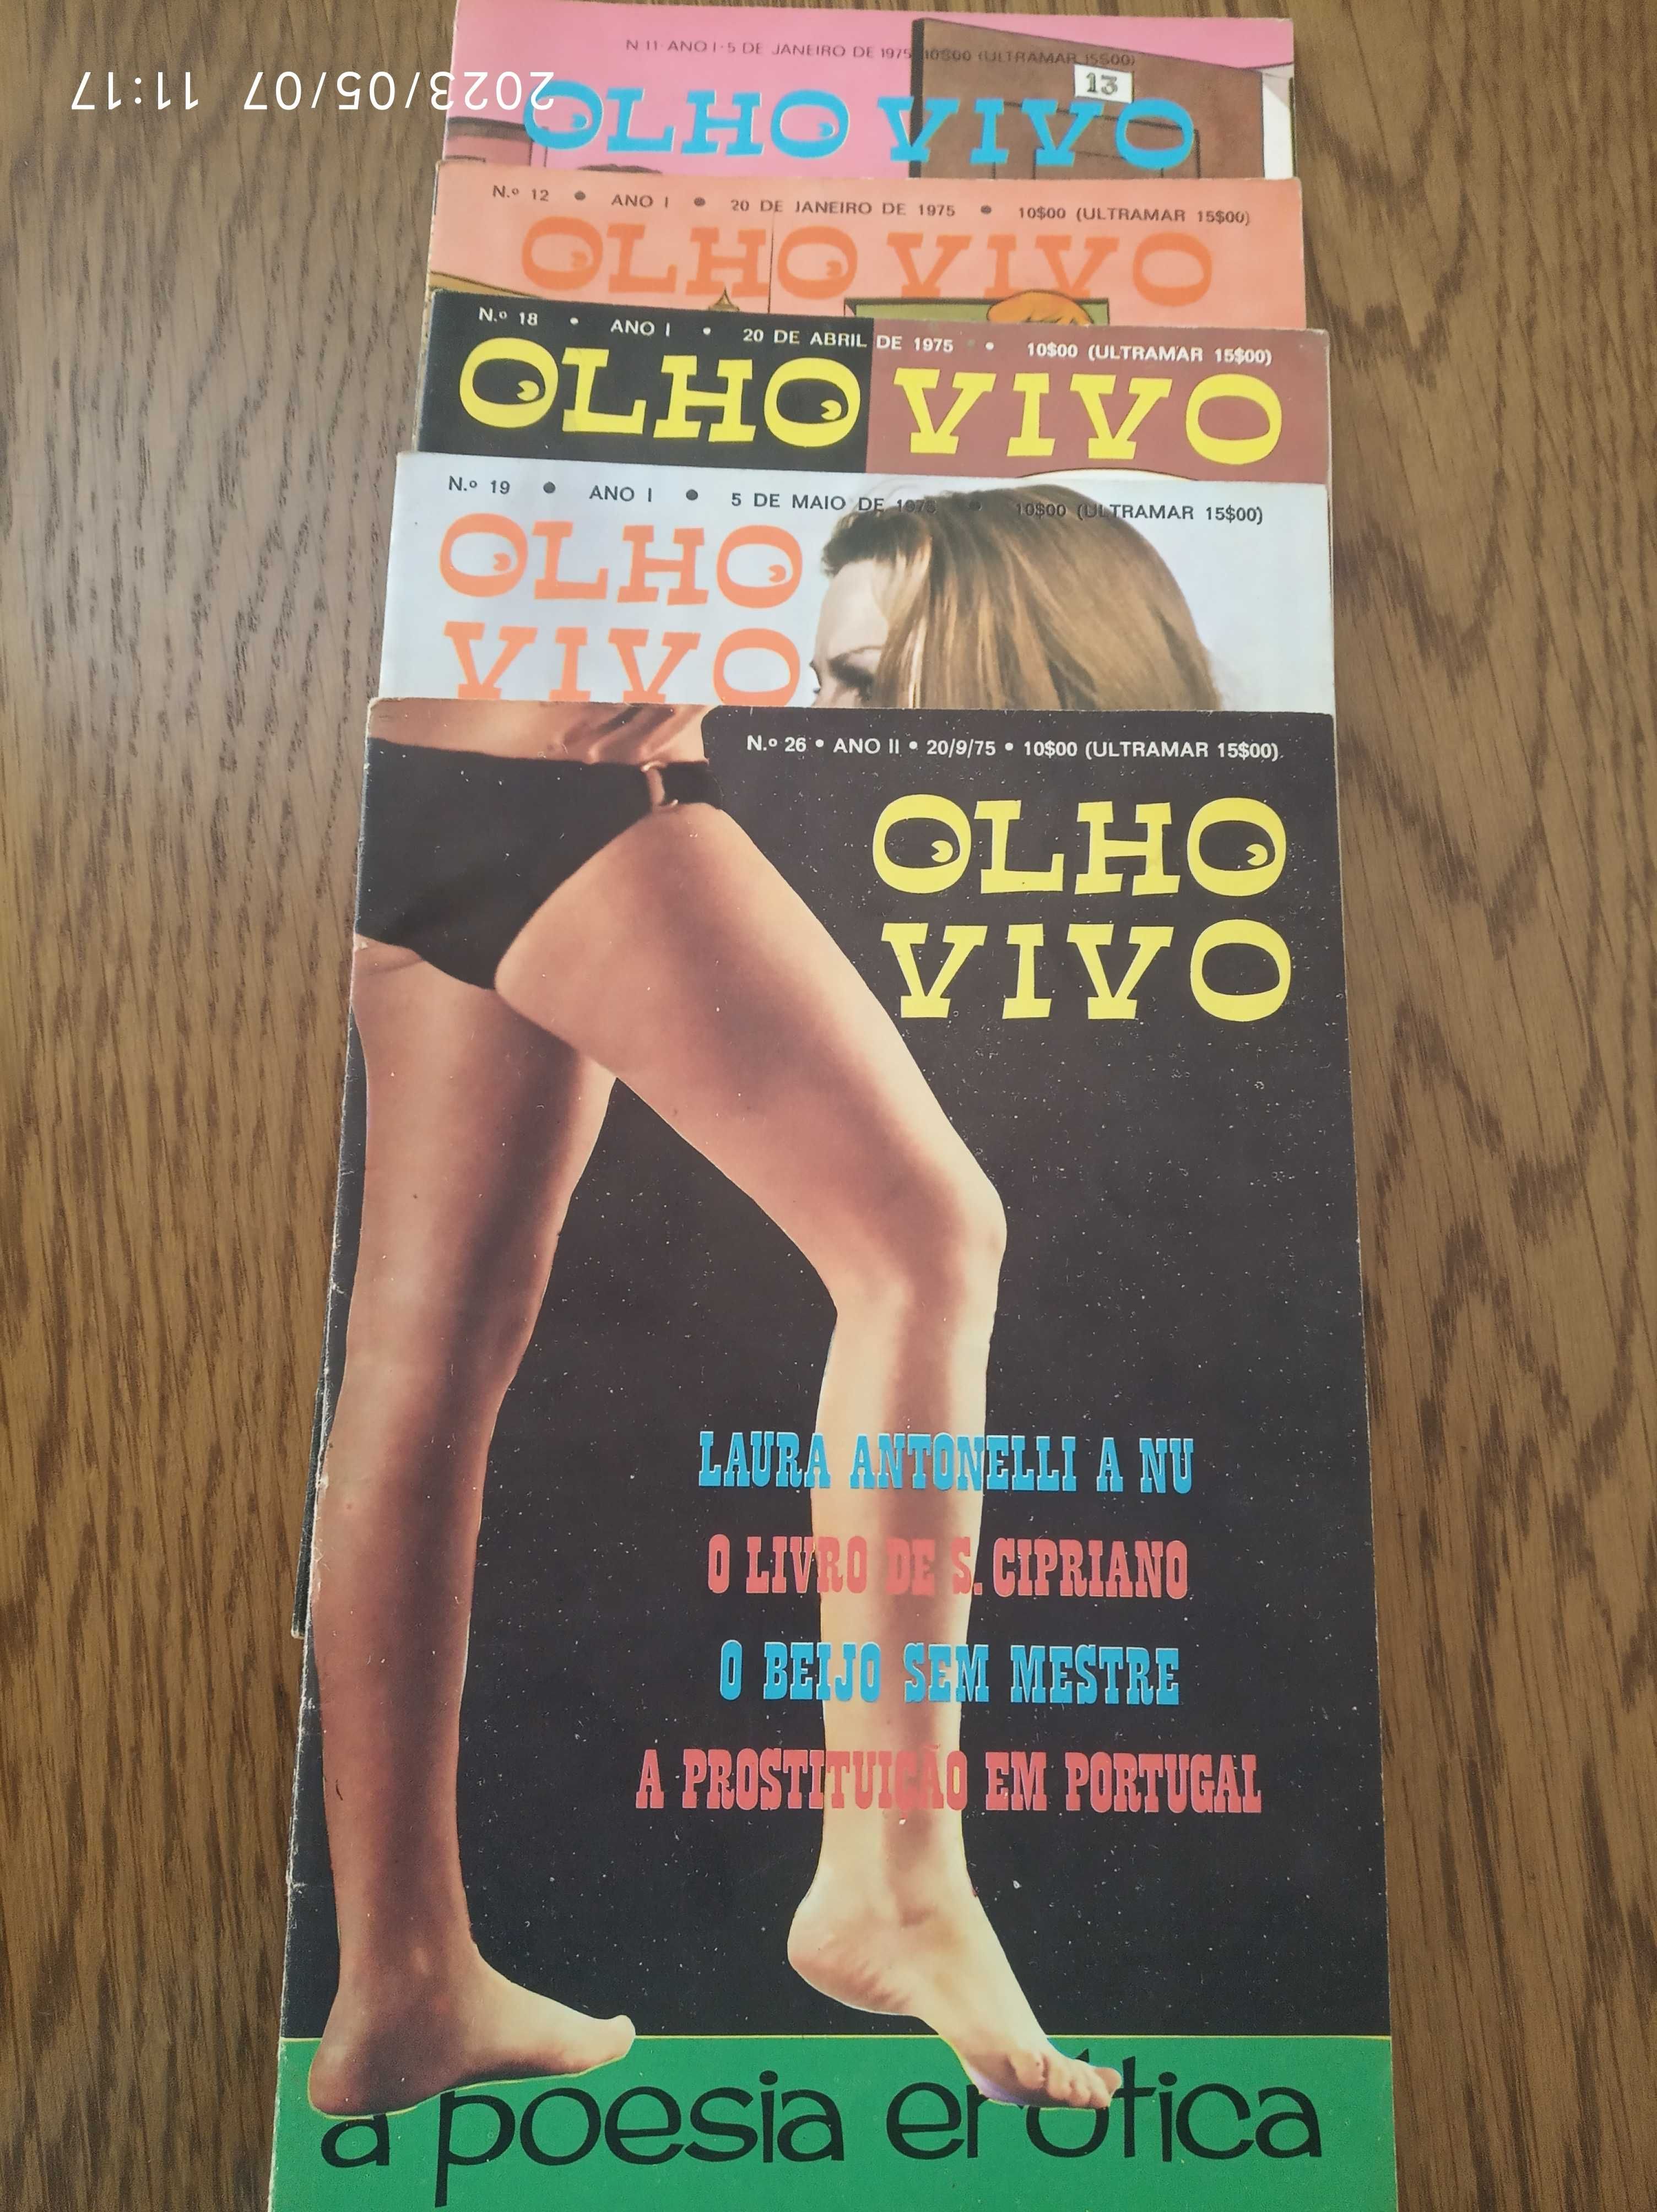 2023/05/07 11:17
N 11 · ANO I · 5 DE JANEIRO DE 1975 10$00 (ULTRAMAR 15$00)
13
OLHO VIVO
N.º 12 • ANO I • 20 DE JANEIRO DE 1975 • 10$00 (ULTRAMAR 15$00)
OLHO VIVO
N.º 18 • ANO I • 20 DE ABRIL DE 1975 • 10$00 (ULTRAMAR 15$00)
OLHO VIVO
N.º 19 • ANO I • 5 DE MAIO DE 1975 • 10$00 (ULTRAMAR 15$00)
OLHO
VIVO
N.º 26 • ANO II • 20/9/75 • 10$00 (ULTRAMAR 15$00)
OLHO
VIVO
LAURA ANTONELLI A NU
O LIVRO DE S. CIPRIANO
O BEIJO SEM MESTRE
A PROSTITUIÇÃO EM PORTUGAL
a poesia erótica